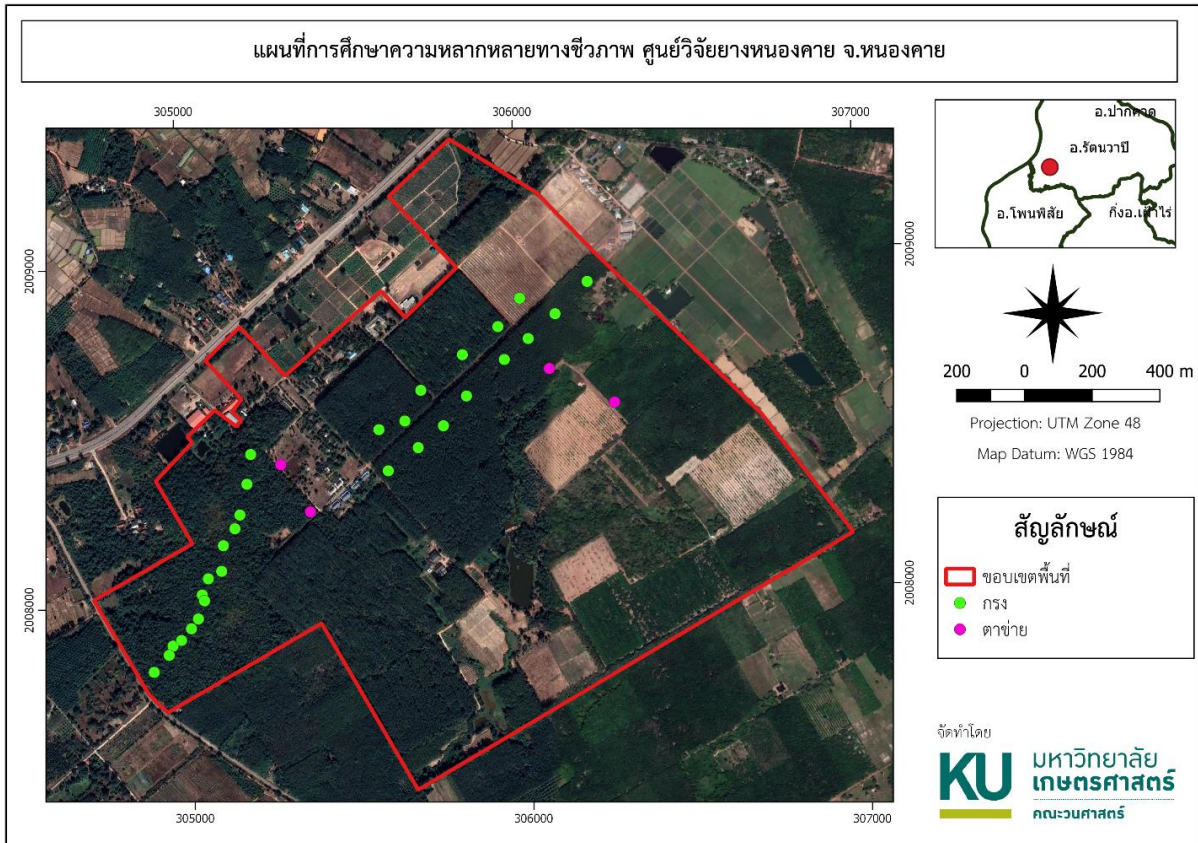 แผนที่การศึกษาความหลากหลายทางชีวภาพ ศูนย์วิจัยยางหนองคาย จ.หนองคาย
305000 306000 307000
2009000 2009000
2008000 2008000
305000 306000 307000
อ.ปากคาด
อ.รัตนวาปี
อ.โพนพิสัย
กิ่งอ.เฝ้าไร่
200 0 200 400 m
Projection: UTM Zone 48
Map Datum: WGS 1984
สัญลักษณ์
ขอบเขตพื้นที่
กรง
ตาข่าย
จัดทำโดย
KU
มหาวิทยาลัย
เกษตรศาสตร์
คณะวนศาสตร์